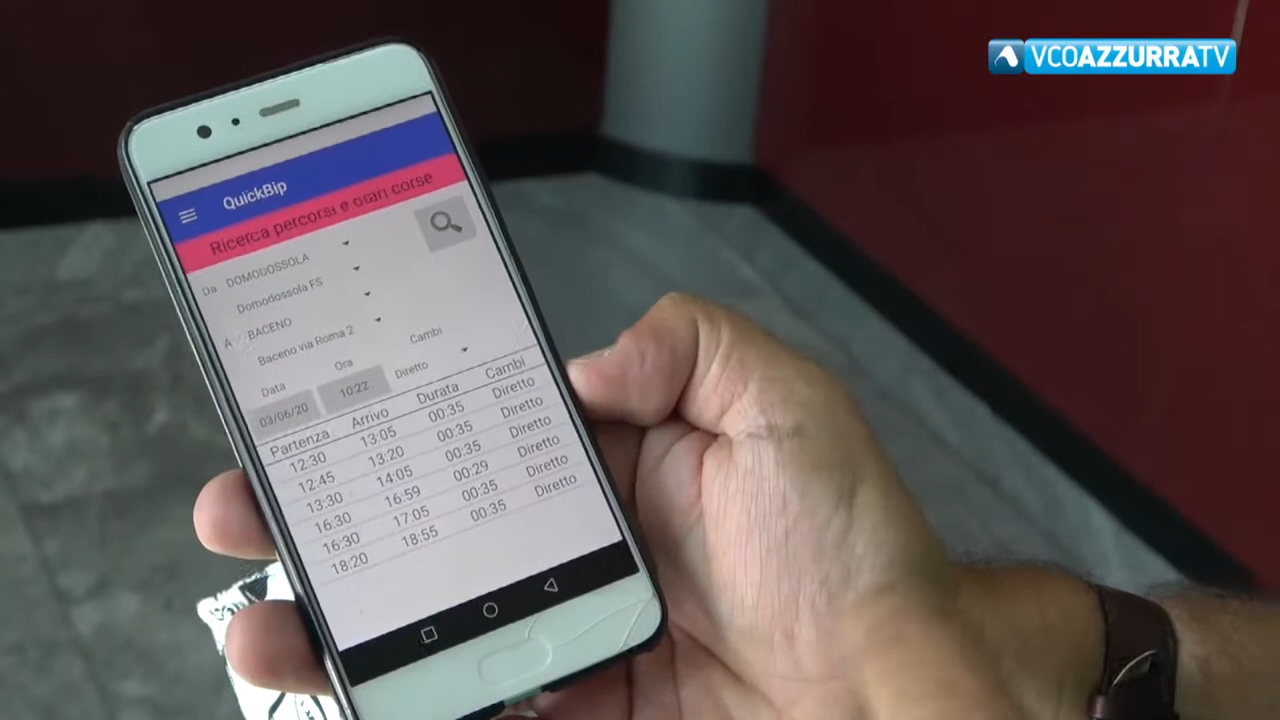 VCOAZZURRATV
QuickBip
Ricerca percorsi e orari corse
Da DOMODOSSOLA
Domodossola FS
A BACENO
Baceno via Roma 2
Data Ora Cambi
03/06/20 10:22 Diretto
Partenza Arrivo Durata Cambi
12:30 13:05 00:35 Diretto
12:45 13:20 00:35 Diretto
13:30 14:05 00:35 Diretto
16:30 16:59 00:29 Diretto
16:30 17:05 00:35 Diretto
18:20 18:55 00:35 Diretto